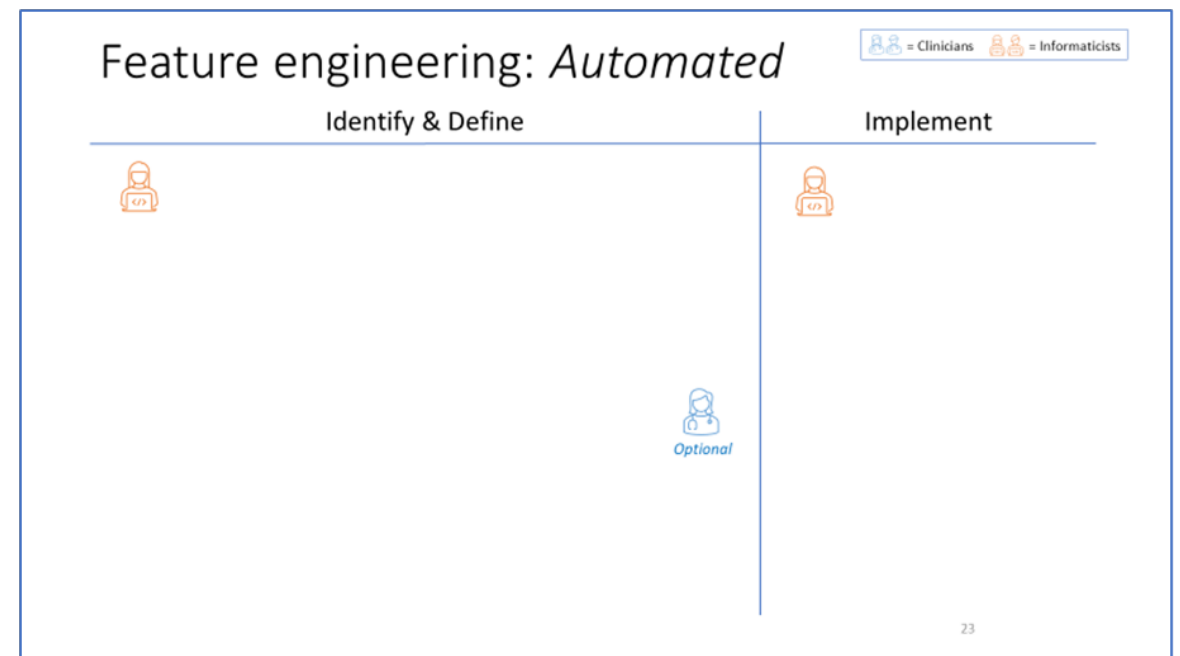 Feature engineering: Automated
= Clinicians = Informaticists
Identify & Define
Implement
</>
</>
Optional
23